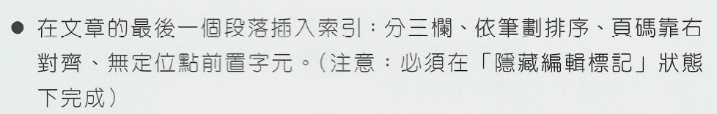 ● 在文章的最後一個段落插入索引：分三欄、依筆劃排序、頁碼靠右
對齊、無定位點前置字元。（注意：必須在「隱藏編輯標記」狀態
下完成）